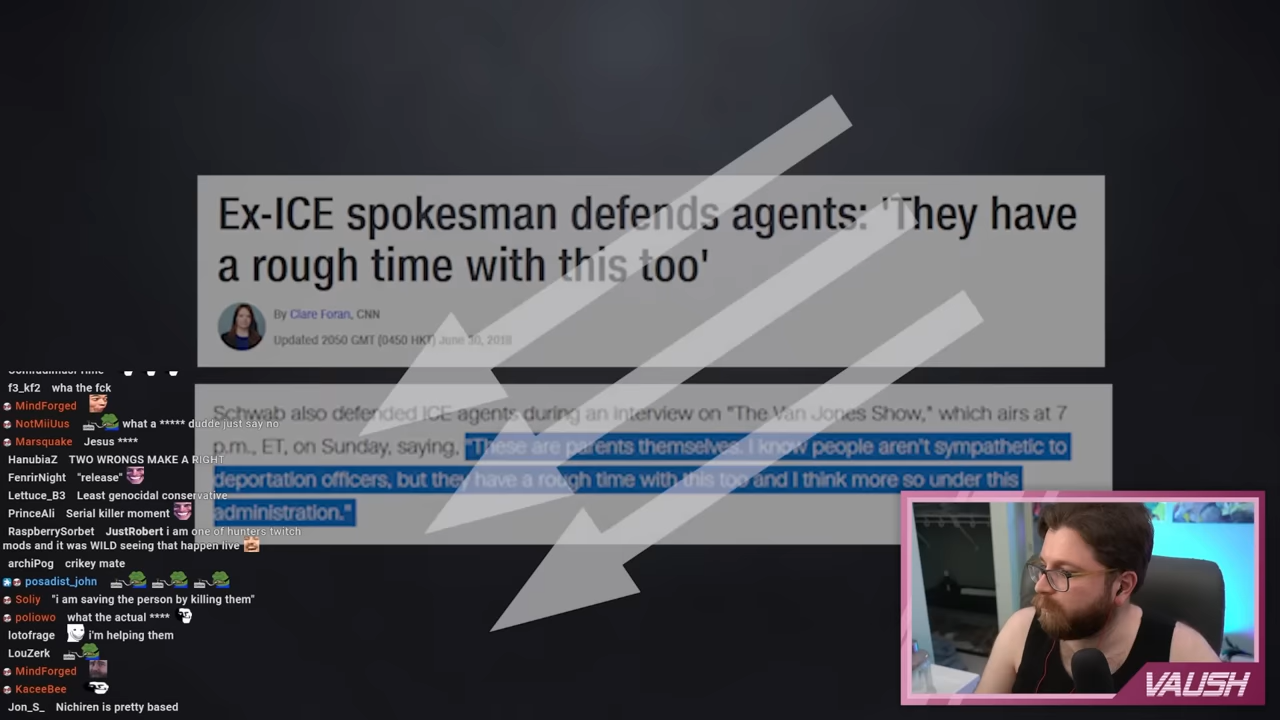 Ex-ICE spokesman defends agents: 'They have
a rough time with this too'
By Clare Foran, CNN
Updated 2050 GMT (0450 HKT) June 30, 2018
Schwab also defended ICE agents during an interview on "The Van Jones Show," which airs at 7
p.m., ET, on Sunday, saying, "These are parents themselves. I know people aren't sympathetic to
deportation officers, but they have a rough time with this too and I think more so under this
administration."
f3_kf2 wha the fck
MindForged
NotMiiUus what a ***** dudde just say no
Marsquake Jesus ****
HanubiaZ TWO WRONGS MAKE A RIGHT
FenrirNight "release"
Lettuce_B3 Least genocidal conservative
PrinceAli Serial killer moment
RaspberrySorbet JustRobert i am one of hunters twitch
mods and it was WILD seeing that happen live
archiPog crikey mate
posadist_john
Soliy "i am saving the person by killing them"
poliowo what the actual ****
lotofrage i'm helping them
LouZerk
MindForged
KaceeBee
Jon_S_ Nichiren is pretty based
VAUSH